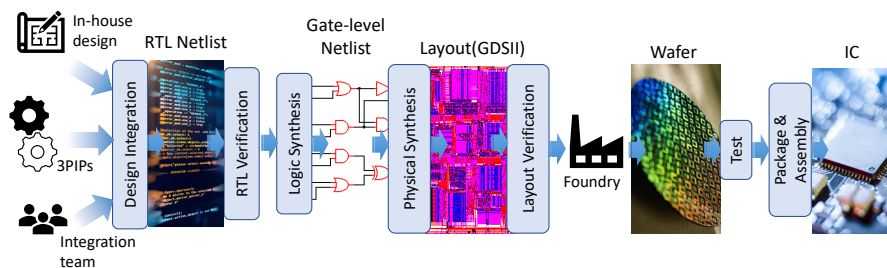 In-house
design
RTL Netlist
Gate-level
Netlist
Layout(GDSII)
Wafer
IC
3PIPs
Integration
team
Design Integration
RTL Verification
Logic Synthesis
Physical Synthesis
Layout Verification
Foundry
Test
Package &
Assembly